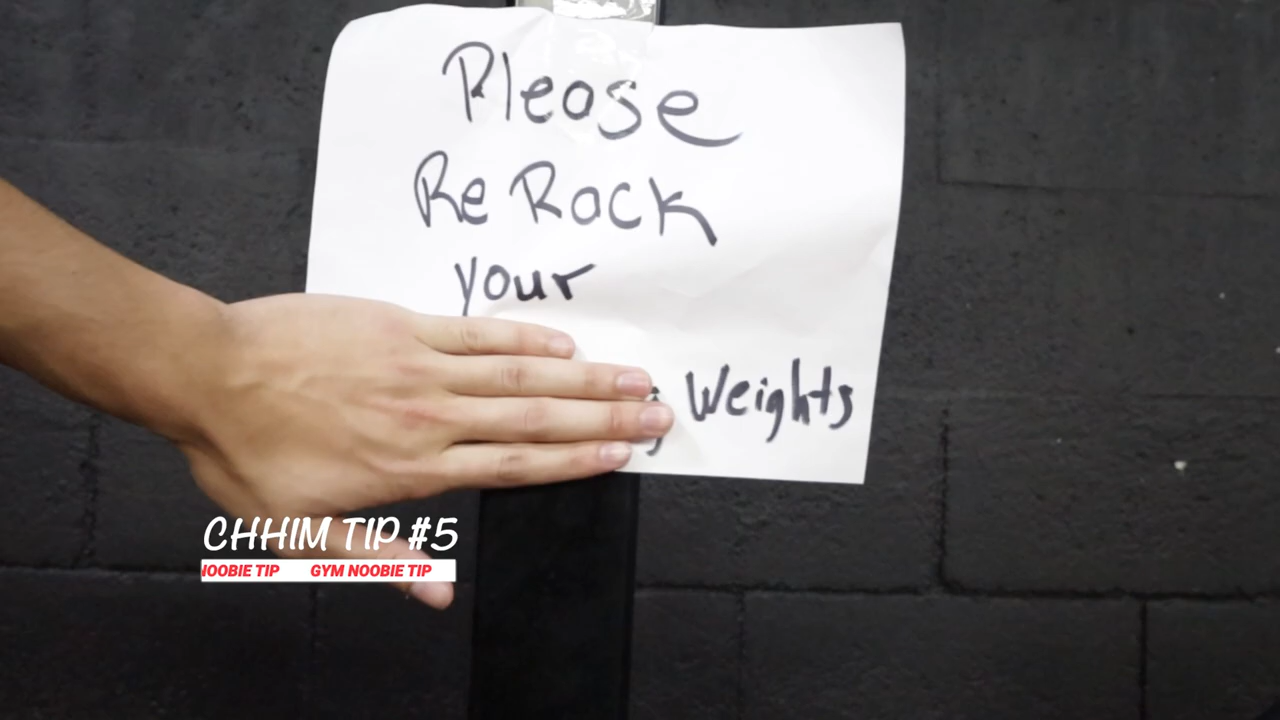 Please
Re Rack
your
Weights
CHHIM TIP #5
NOOBIE TIP GYM NOOBIE TIP